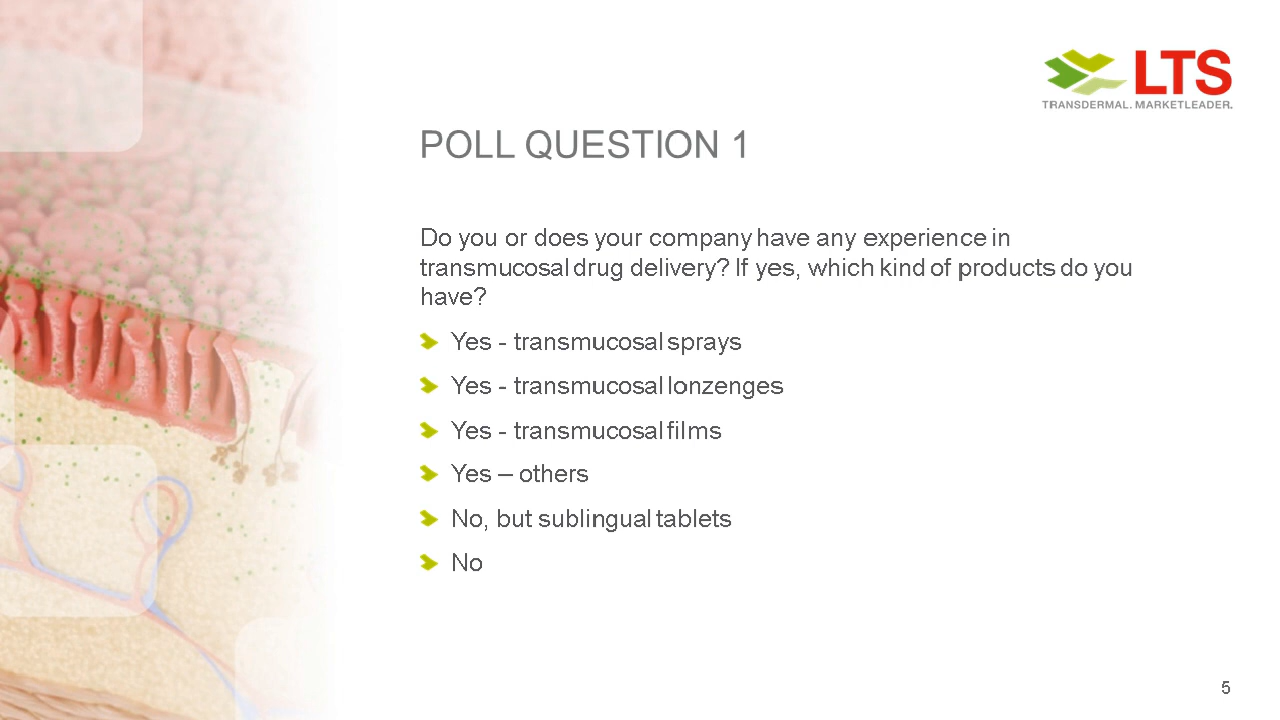 LTS
TRANSDERMAL. MARKETLEADER.
POLL QUESTION 1
Do you or does your company have any experience in
transmucosal drug delivery? If yes, which kind of products do you
have?
Yes - transmucosal sprays
Yes - transmucosal lonzenges
Yes - transmucosal films
Yes – others
No, but sublingual tablets
No
5